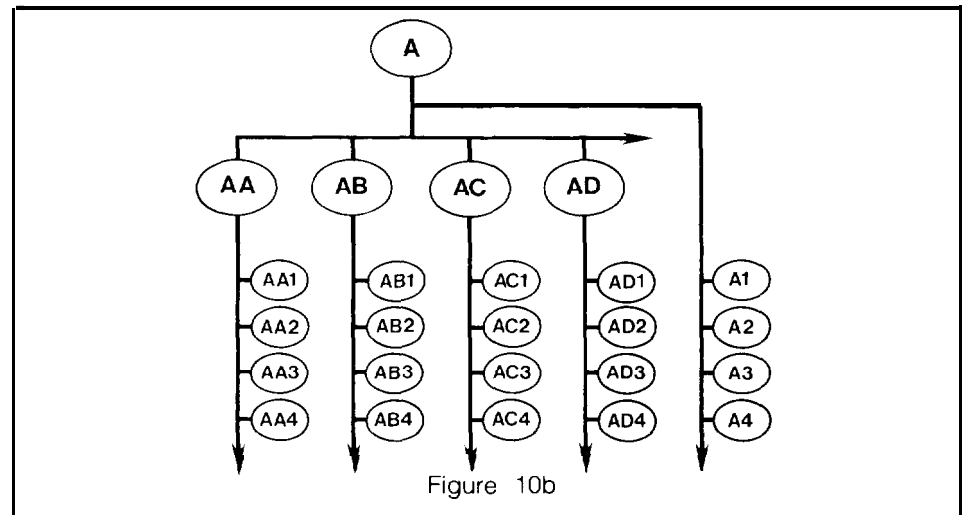 A
AA AB AC AD
AA1 AB1 AC1 AD1 A1
AA2 AB2 AC2 AD2 A2
AA3 AB3 AC3 AD3 A3
AA4 AB4 AC4 AD4 A4
Figure 10b